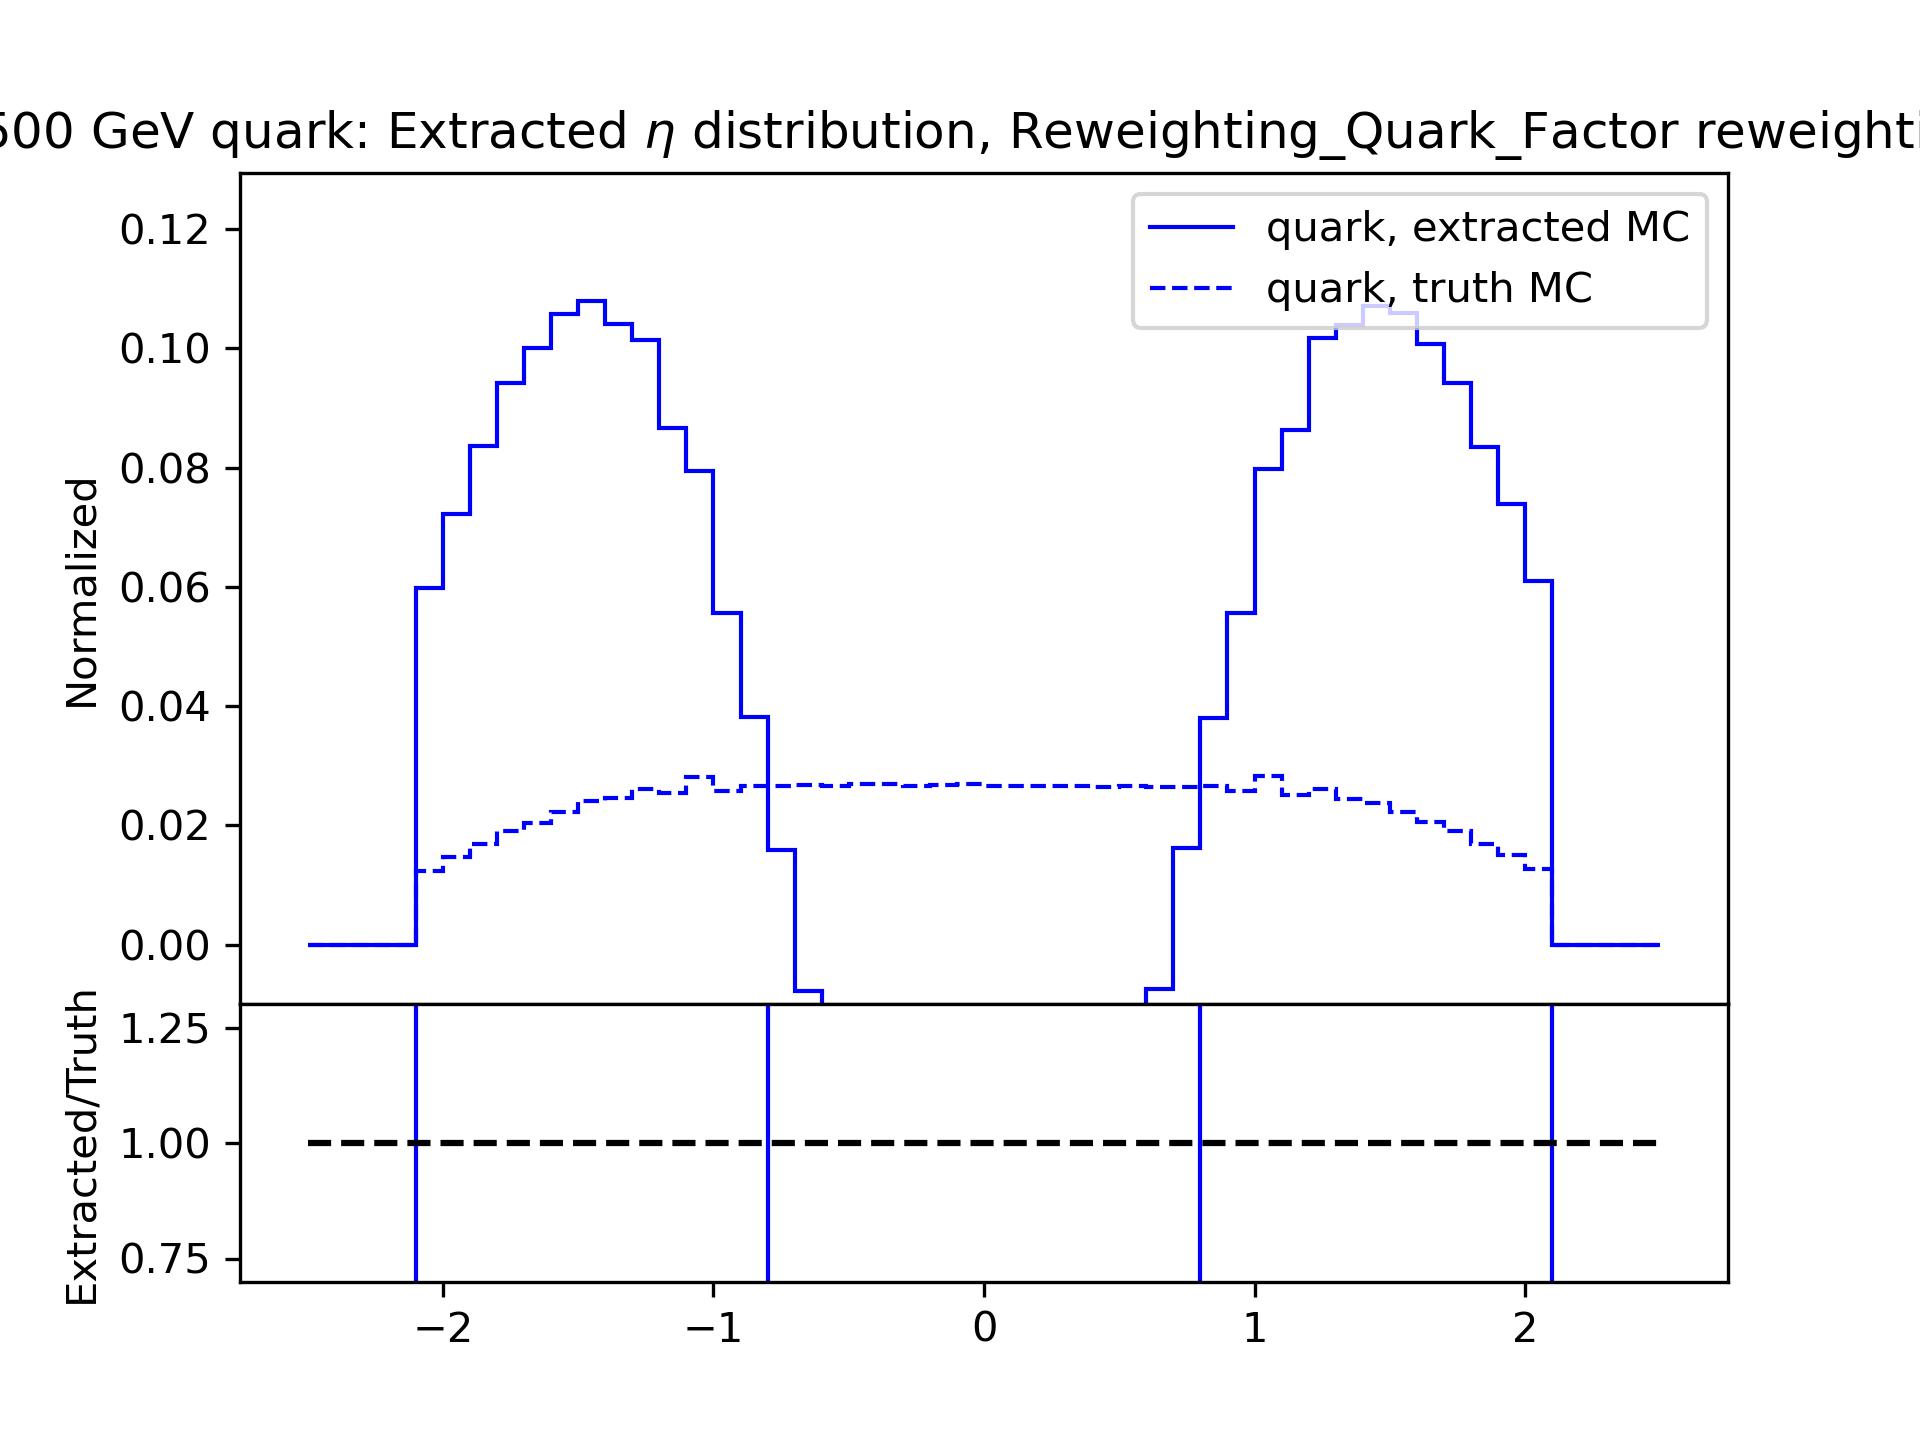 500 GeV quark: Extracted η distribution, Reweighting_Quark_Factor
quark, extracted MC
quark, truth MC
0.12
0.10
0.08
0.06
0.04
0.02
0.00
Normalized
1.25
1.00
0.75
Extracted/Truth
−2 −1 0 1 2